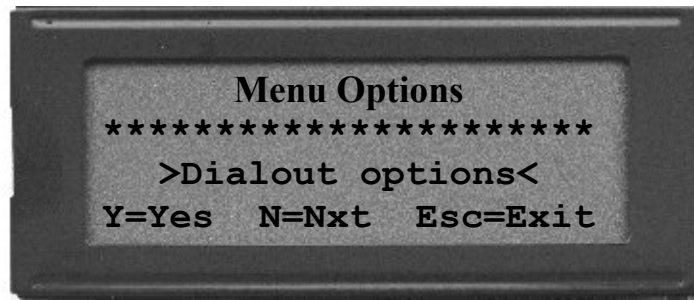 Menu Options
***********************
>Dialout options<
Y=Yes N=Nxt Esc=Exit